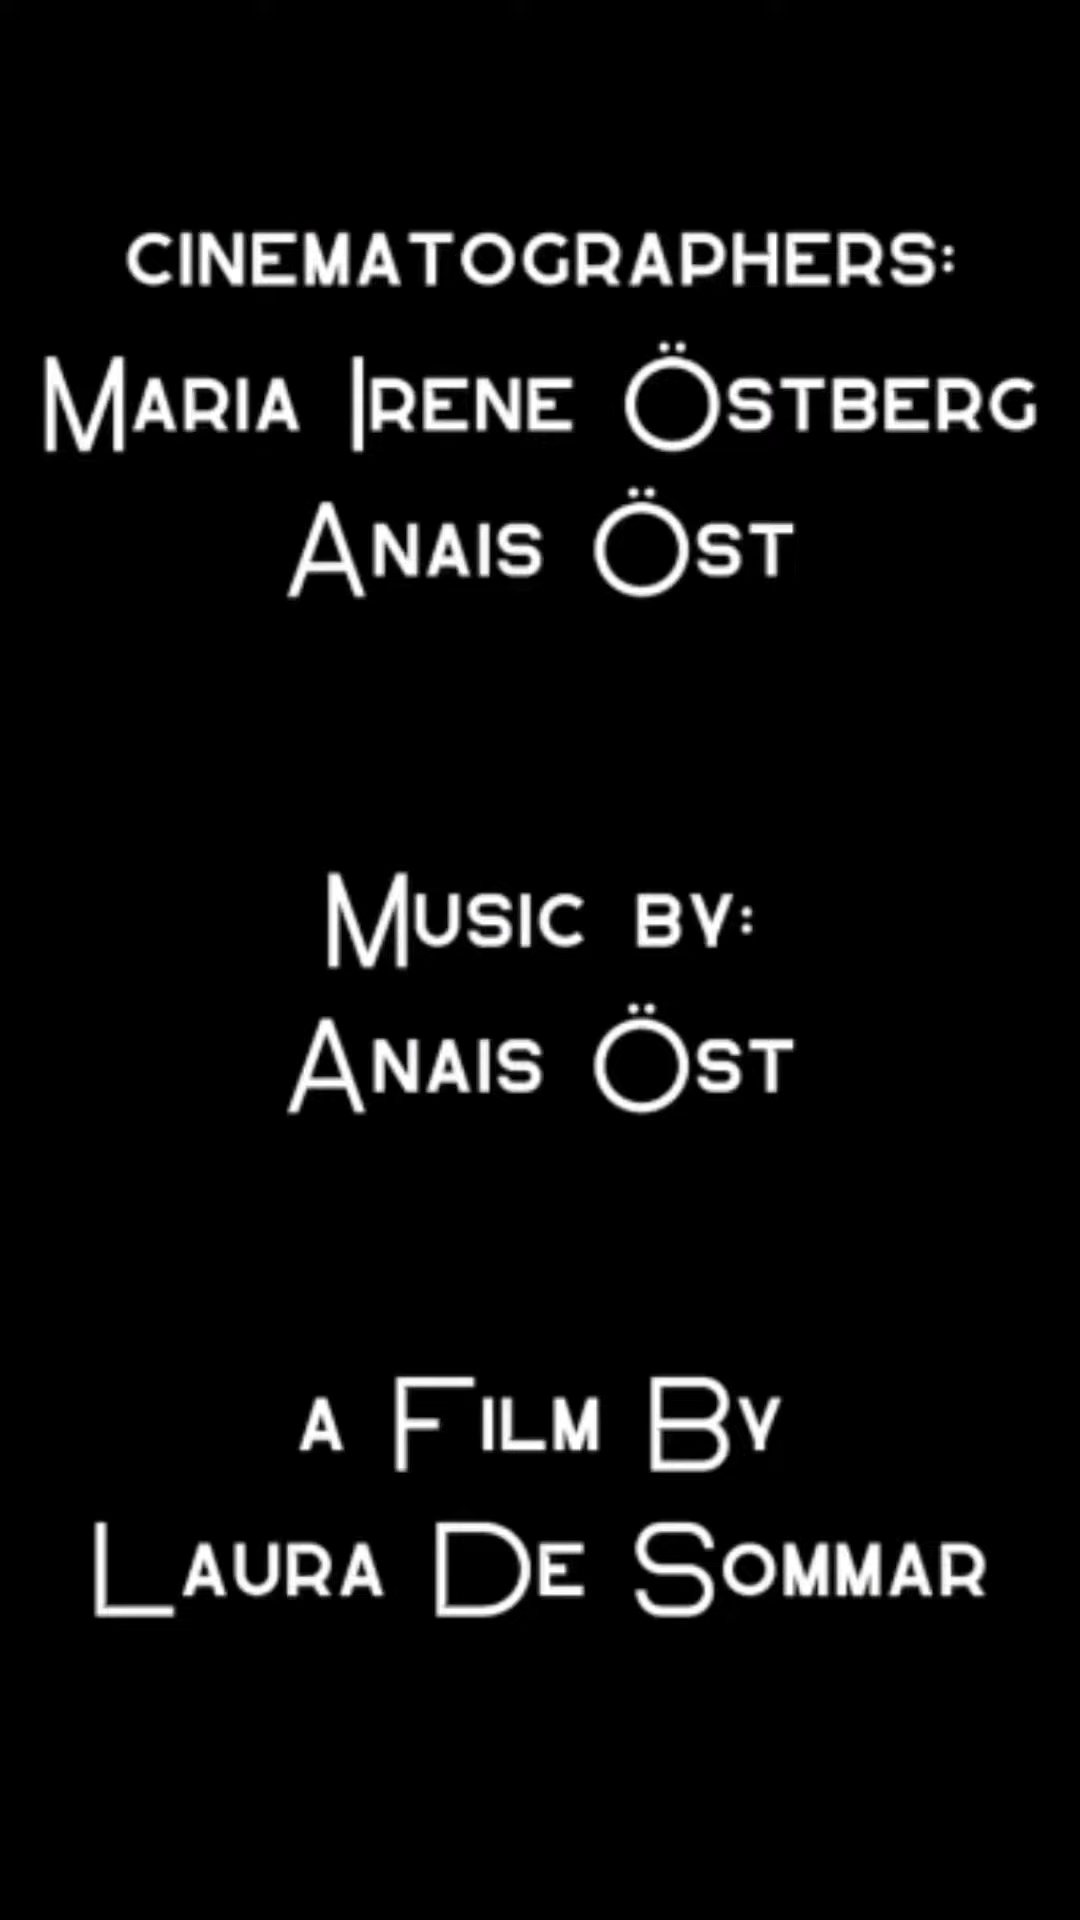 CINEMATOGRAPHERS:
Maria Irene Östberg
Anais Öst
Music by:
Anais Öst
a Film By
Laura De Sommar